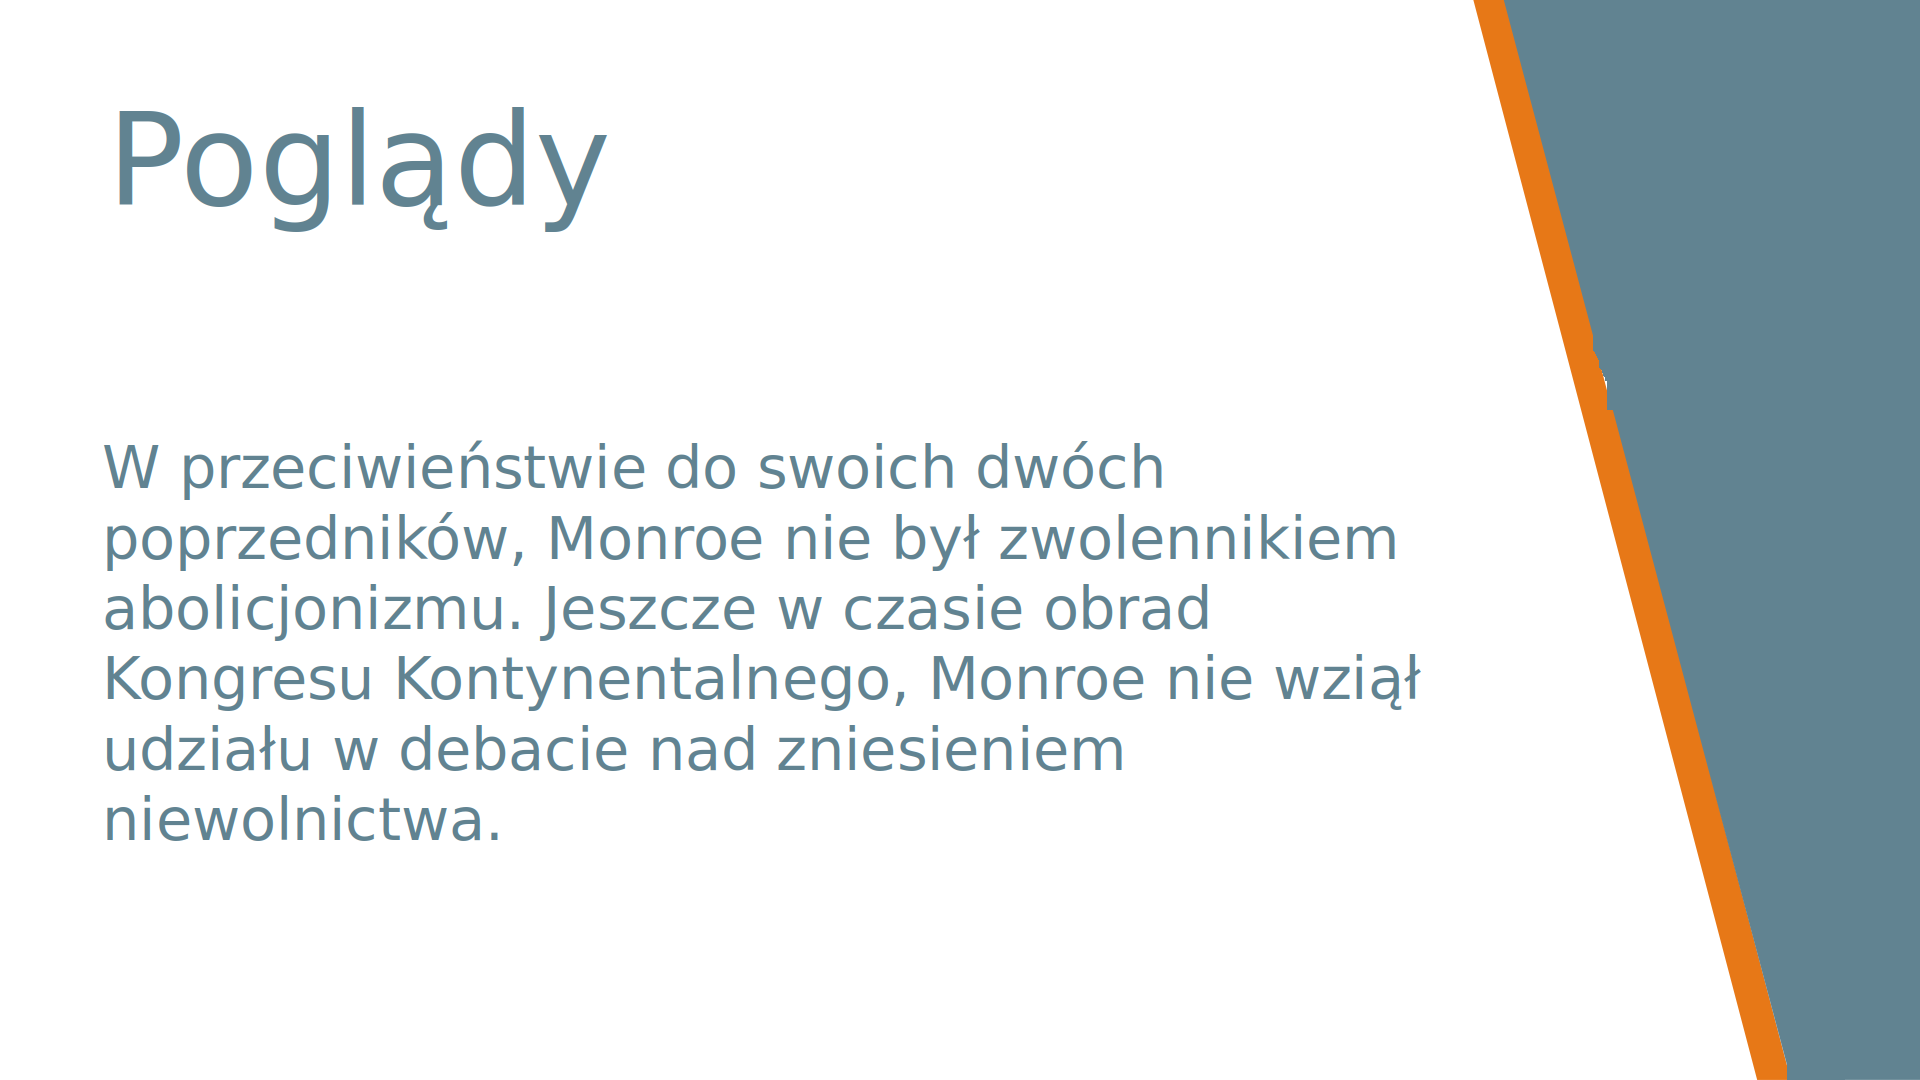 Poglądy
W przeciwieństwie do swoich dwóch
poprzedników, Monroe nie był zwolennikiem
abolicjonizmu. Jeszcze w czasie obrad
Kongresu Kontynentalnego, Monroe nie wziął
udziału w debacie nad zniesieniem
niewolnictwa.